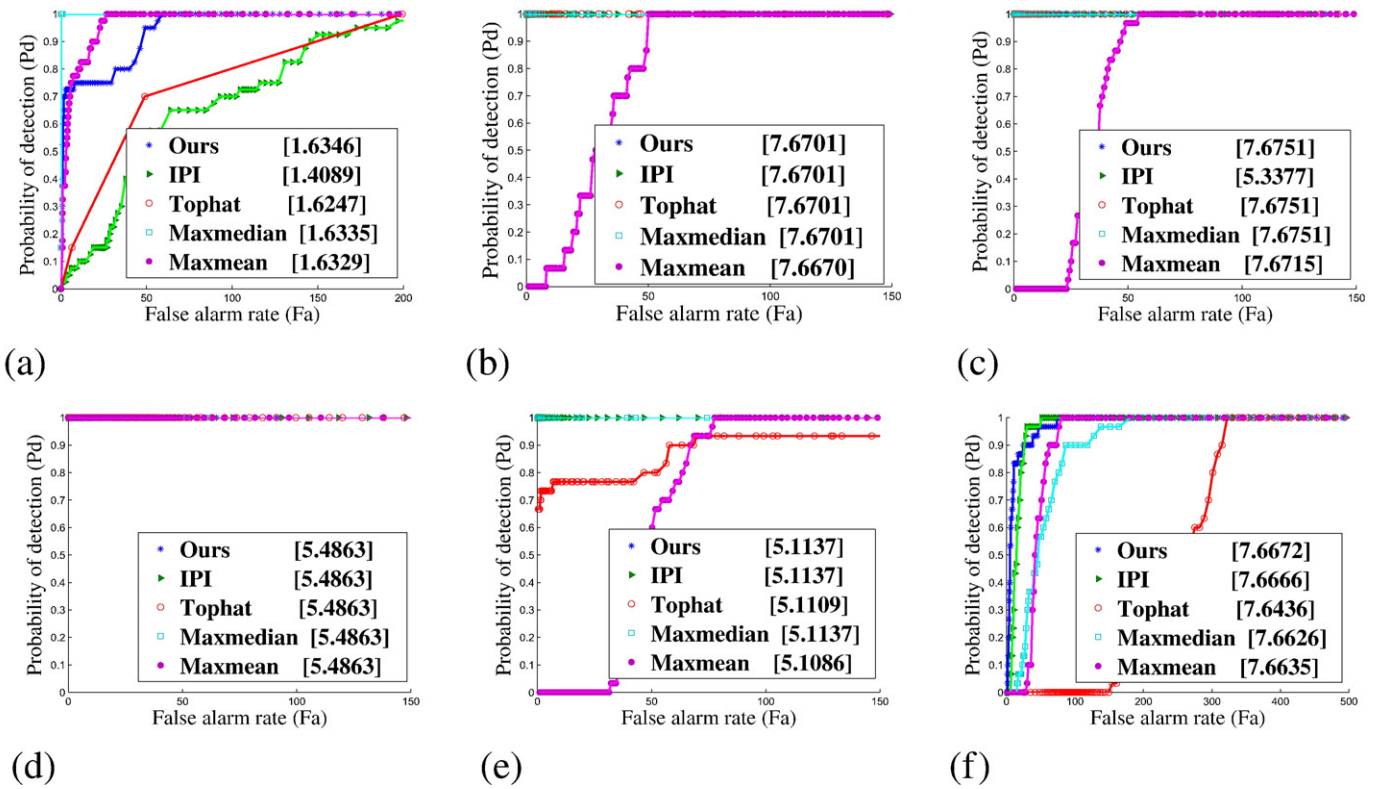 Probability of detection (Pd)
1
0.9
0.8
0.7
0.6
0.5
0.4
0.3
0.2
0.1
0
Ours [1.6346]
IPI [1.4089]
Tophat [1.6247]
Maxmedian [1.6335]
Maxmean [1.6329]
0 50 100 150 200
False alarm rate (Fa)
(a)
Probability of detection (Pd)
1
0.9
0.8
0.7
0.6
0.5
0.4
0.3
0.2
0.1
0
Ours [7.6701]
IPI [7.6701]
Tophat [7.6701]
Maxmedian [7.6701]
Maxmean [7.6670]
0 50 100 150
False alarm rate (Fa)
(b)
Probability of detection (Pd)
1
0.9
0.8
0.7
0.6
0.5
0.4
0.3
0.2
0.1
0
Ours [7.6751]
IPI [5.3377]
Tophat [7.6751]
Maxmedian [7.6751]
Maxmean [7.6715]
0 50 100 150
False alarm rate (Fa)
(c)
Probability of detection (Pd)
1
0.9
0.8
0.7
0.6
0.5
0.4
0.3
0.2
0.1
0
Ours [5.4863]
IPI [5.4863]
Tophat [5.4863]
Maxmedian [5.4863]
Maxmean [5.4863]
0 50 100 150
False alarm rate (Fa)
(d)
Probability of detection (Pd)
1
0.9
0.8
0.7
0.6
0.5
0.4
0.3
0.2
0.1
0
Ours [5.1137]
IPI [5.1137]
Tophat [5.1109]
Maxmedian [5.1137]
Maxmean [5.1086]
0 50 100 150
False alarm rate (Fa)
(e)
Probability of detection (Pd)
1
0.9
0.8
0.7
0.6
0.5
0.4
0.3
0.2
0.1
0
Ours [7.6672]
IPI [7.6666]
Tophat [7.6436]
Maxmedian [7.6626]
Maxmean [7.6635]
0 100 200 300 400 500
False alarm rate (Fa)
(f)